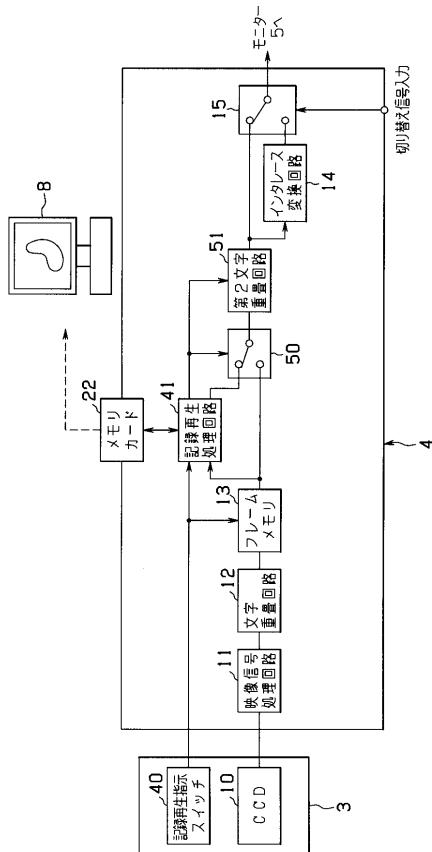 8
22
メモリ
カード
40
記録再生指示
スイッチ
10
CCD
3
11
映像信号
処理回路
12
文字
重畳回路
13
フレーム
メモリ
41
記録再生
処理回路
50
51
第2文字
重畳回路
14
インタレース
変換回路
15
モニター
5へ
切り替え信号入力
4